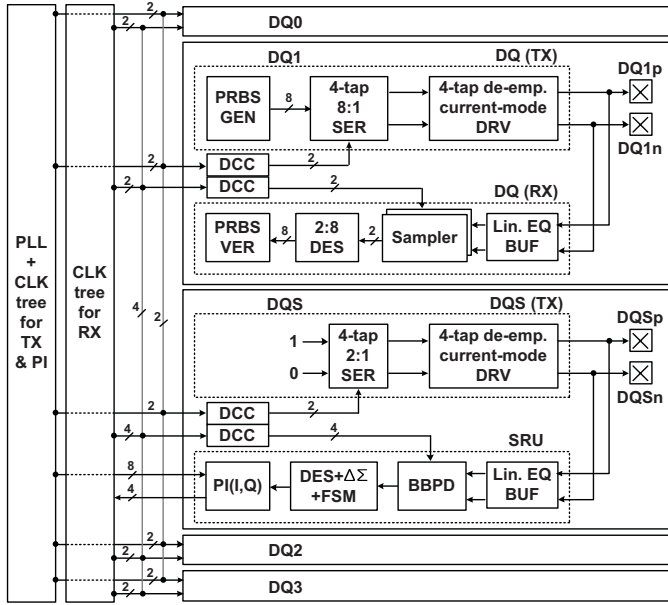 2
2
DQ0
DQ1
DQ (TX)
PRBS
GEN
8
4-tap
8:1
SER
4-tap de-emp.
current-mode
DRV
DQ1p
DQ1n
2
DCC
2
2
DCC
2
DQ (RX)
PRBS
VER
8
2:8
DES
2
Sampler
Lin. EQ
BUF
PLL
+
CLK
tree
for
TX
& PI
CLK
tree
for
RX
4
2
DQS
DQS (TX)
1
0
4-tap
2:1
SER
4-tap de-emp.
current-mode
DRV
DQSp
DQSn
2
DCC
2
4
DCC
4
SRU
8
4
PI(I,Q)
DES+ΔΣ
+FSM
BBPD
Lin. EQ
BUF
2
2
DQ2
2
2
DQ3